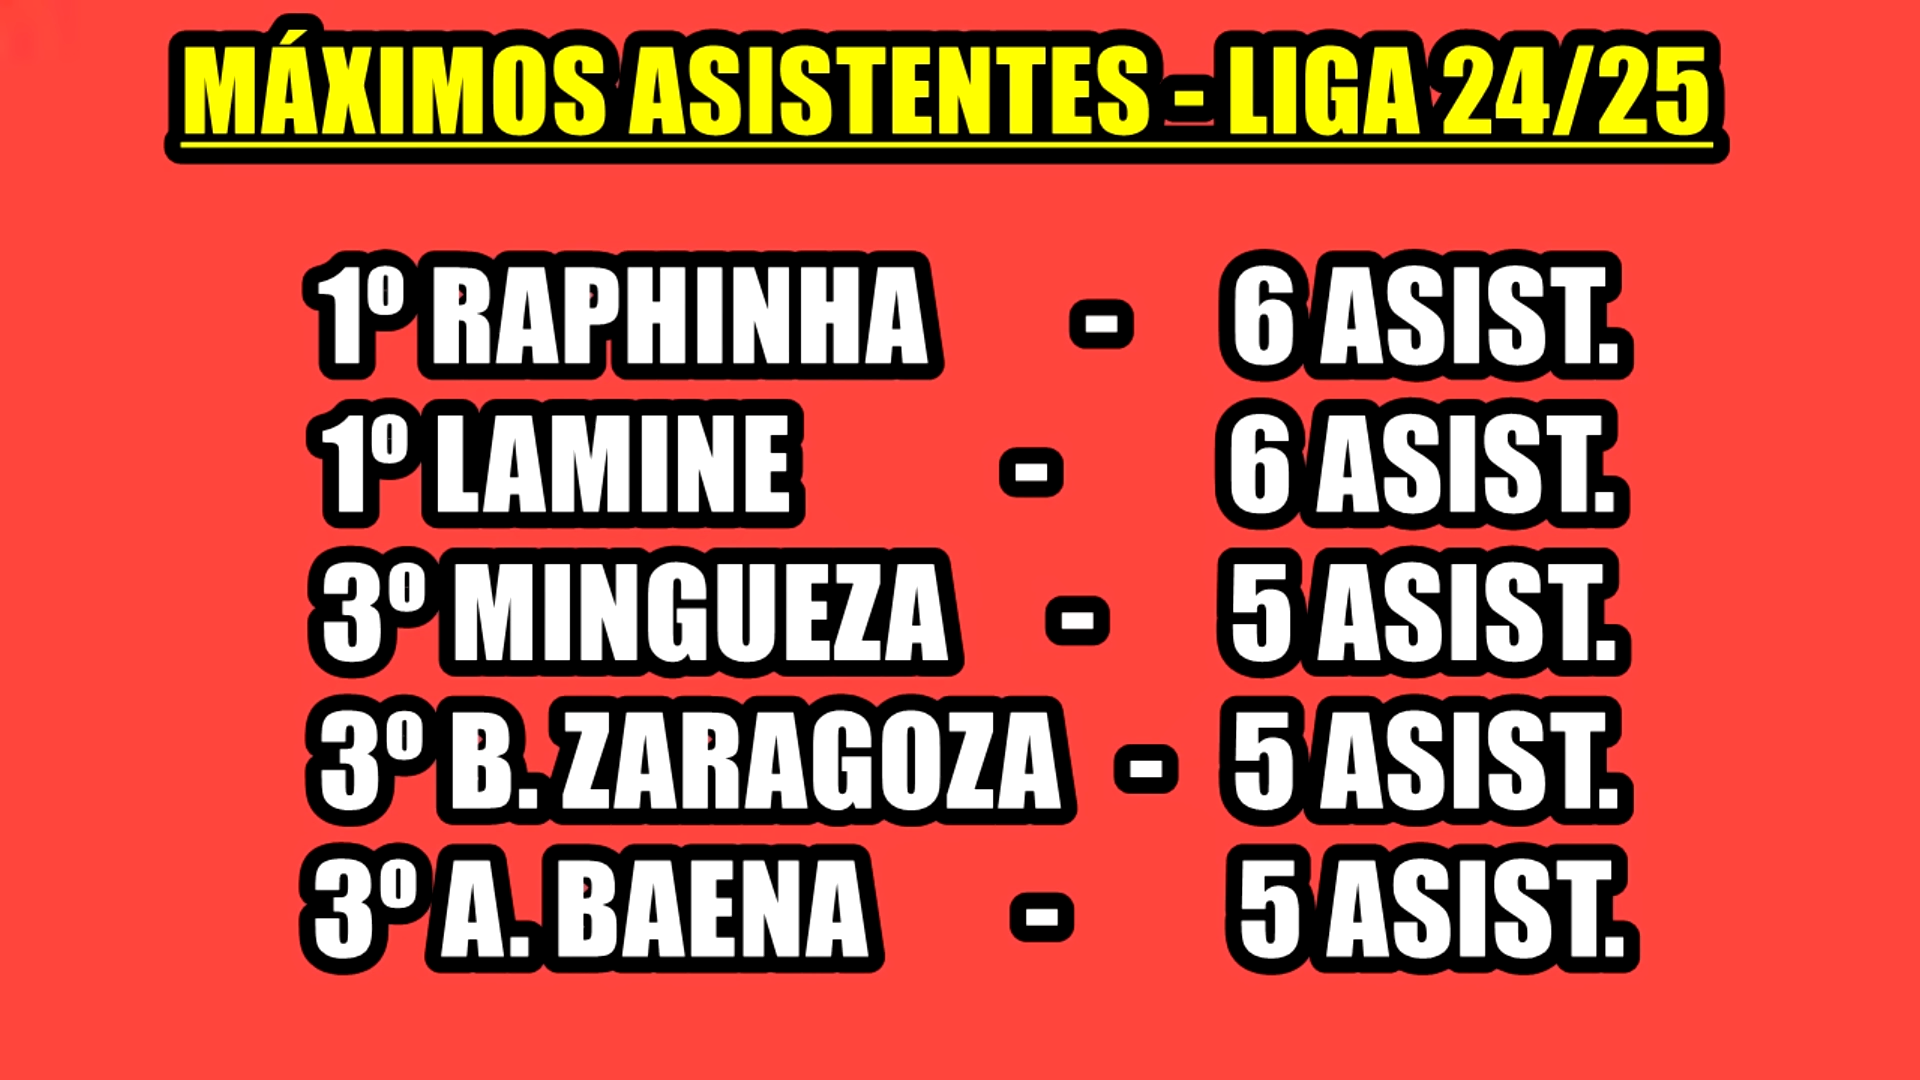 MÁXIMOS ASISTENTES - LIGA 24/25
1º RAPHINHA - 6 ASIST.
1º LAMINE - 6 ASIST.
3º MINGUEZA - 5 ASIST.
3º B. ZARAGOZA - 5 ASIST.
3º A. BAENA - 5 ASIST.